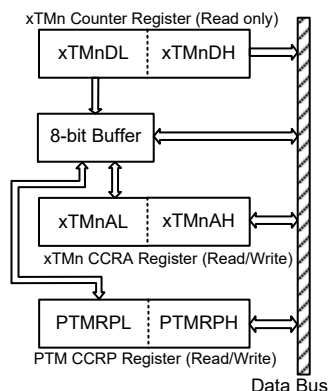 xTMn Counter Register (Read only)
xTMnDL xTMnDH
8-bit Buffer
xTMnAL xTMnAH
xTMn CCRA Register (Read/Write)
PTMRPL PTMRPH
PTM CCRP Register (Read/Write)
Data Bus